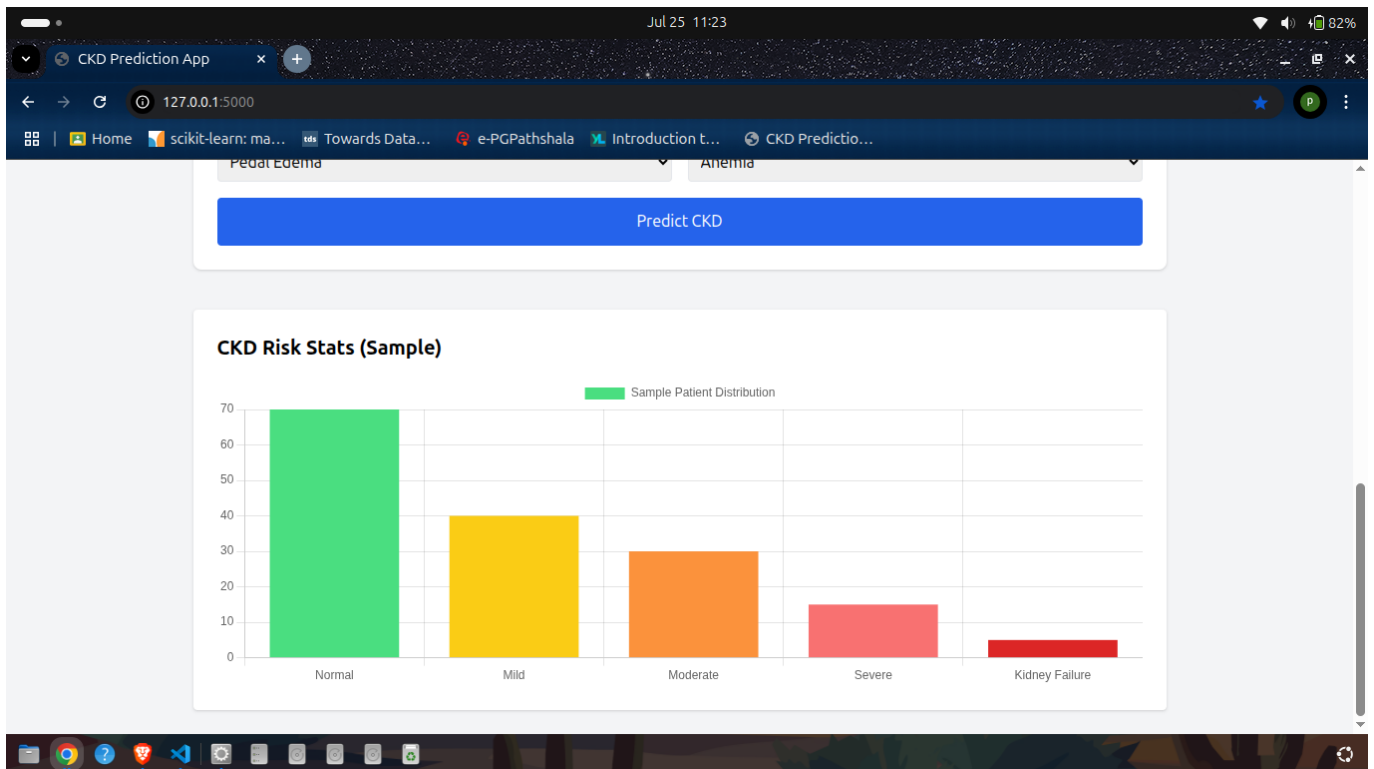 Jul 25 11:23
82%
CKD Prediction App
127.0.0.1:5000
P
Home
scikit-learn: ma...
tds Towards Data...
e-PGPathshala
Introduction t...
CKD Predictio...
Pedal Edema
Anemia
Predict CKD
CKD Risk Stats (Sample)
Sample Patient Distribution
70
60
50
40
30
20
10
0
Normal
Mild
Moderate
Severe
Kidney Failure